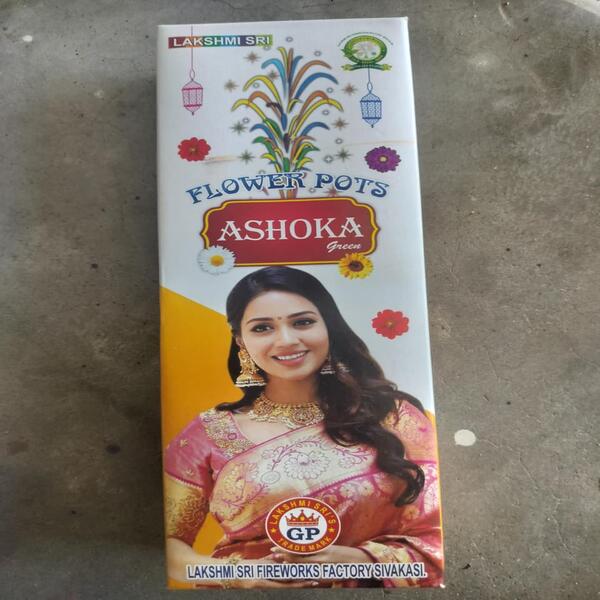 LAKSHMI SRI
FLOWER POTS
ASHOKA
Green
LAKSHMI SRI'S
GP
TRADE MARK
LAKSHMI SRI FIREWORKS FACTORY SIVAKASI.